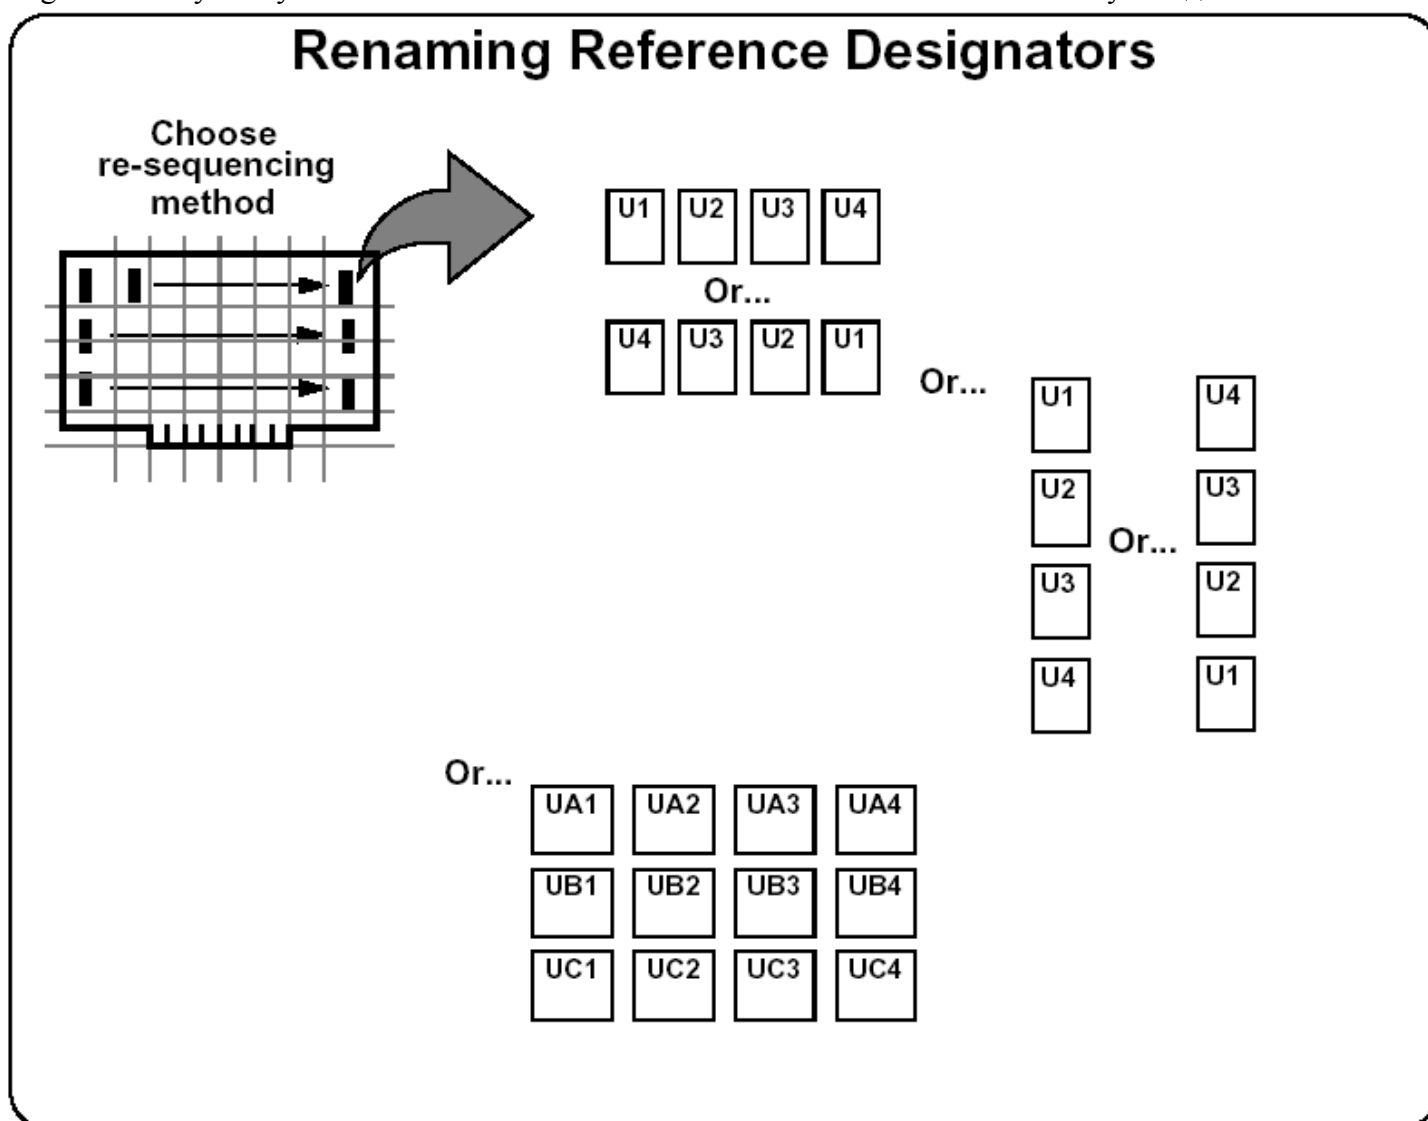 Renaming Reference Designators
Choose
re-sequencing
method
U1 U2 U3 U4
Or...
U4 U3 U2 U1
Or...
U1 U4
U2 U3
Or...
U3 U2
U4 U1
Or...
UA1 UA2 UA3 UA4
UB1 UB2 UB3 UB4
UC1 UC2 UC3 UC4